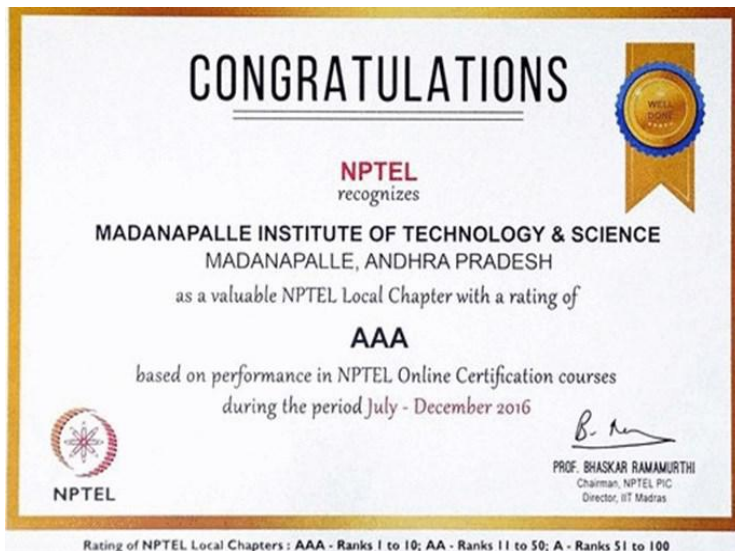 CONGRATULATIONS
WELL
DONE
NPTEL
recognizes
MADANAPALLE INSTITUTE OF TECHNOLOGY & SCIENCE
MADANAPALLE, ANDHRA PRADESH
as a valuable NPTEL Local Chapter with a rating of
AAA
based on performance in NPTEL Online Certification courses
during the period July - December 2016
PROF. BHASKAR RAMAMURTHI
Chairman, NPTEL PIC
Director, IIT Madras
NPTEL
Rating of NPTEL Local Chapters : AAA - Ranks 1 to 10; AA - Ranks 11 to 50; A - Ranks 51 to 100